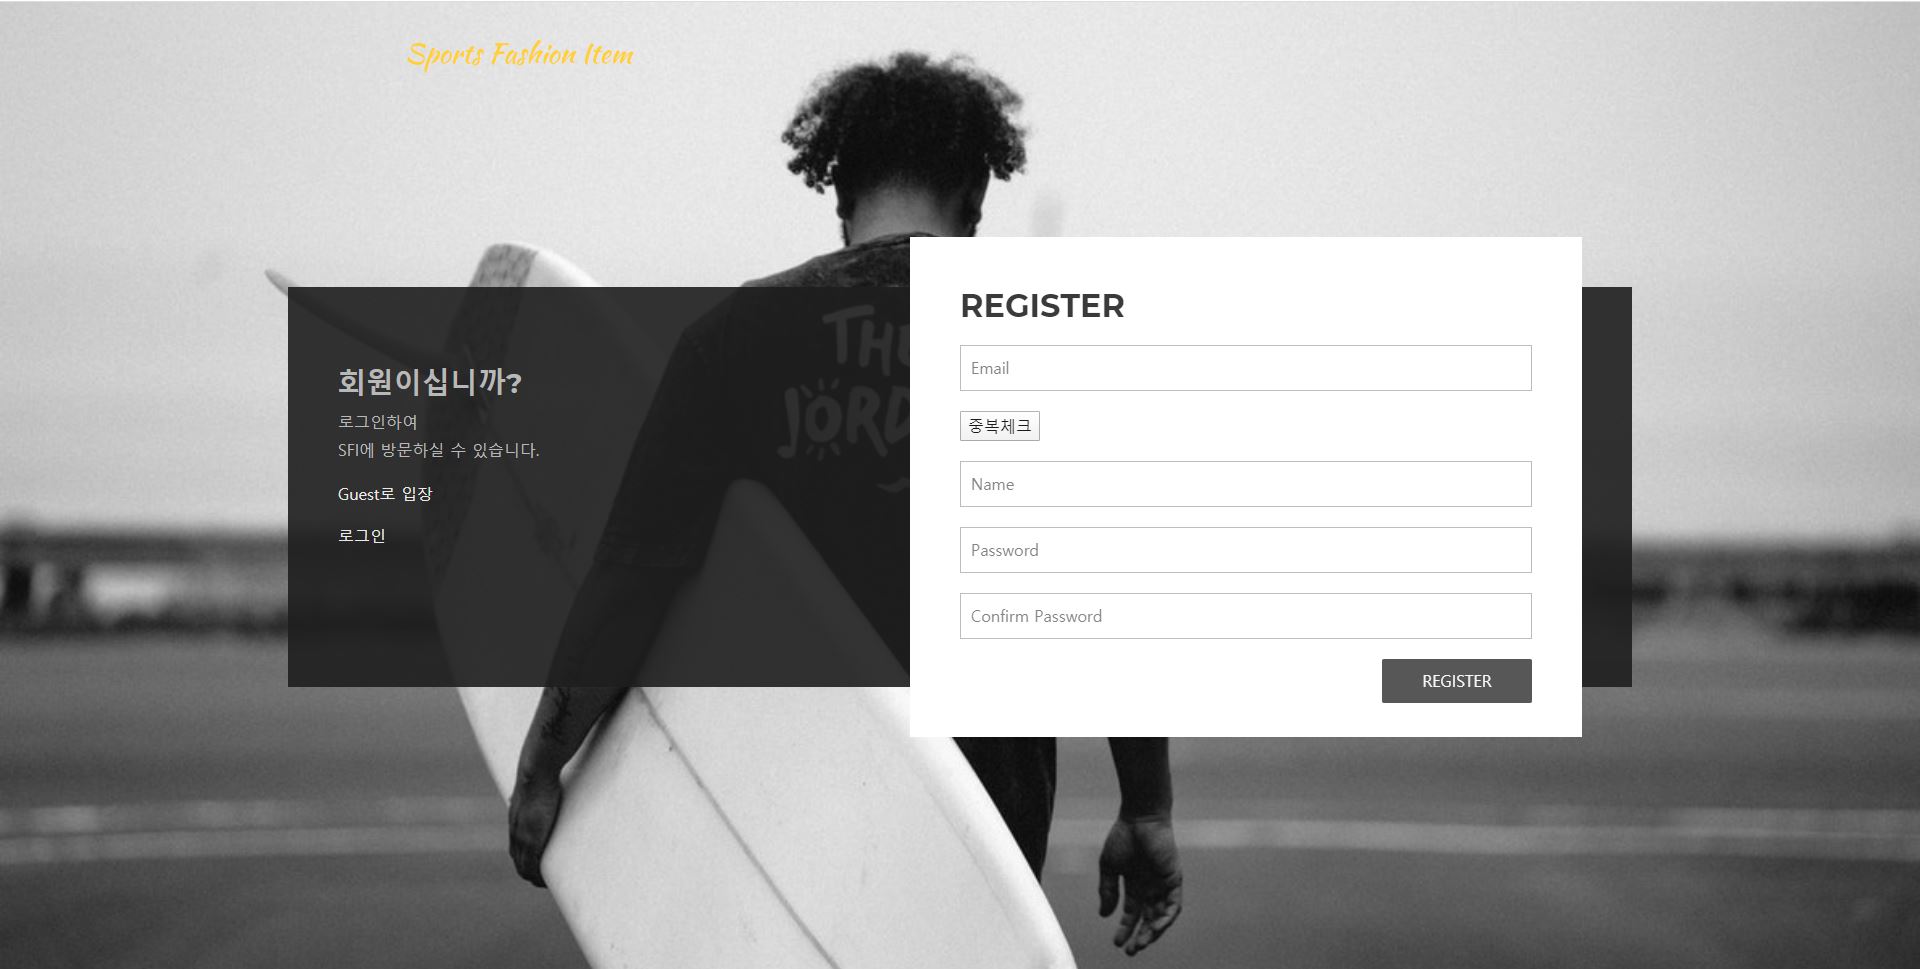 Sports Fashion Item
회원이십니까?
로그인하여
SFI에 방문하실 수 있습니다.
Guest로 입장
로그인
THE
JORD
REGISTER
Email
중복체크
Name
Password
Confirm Password
REGISTER